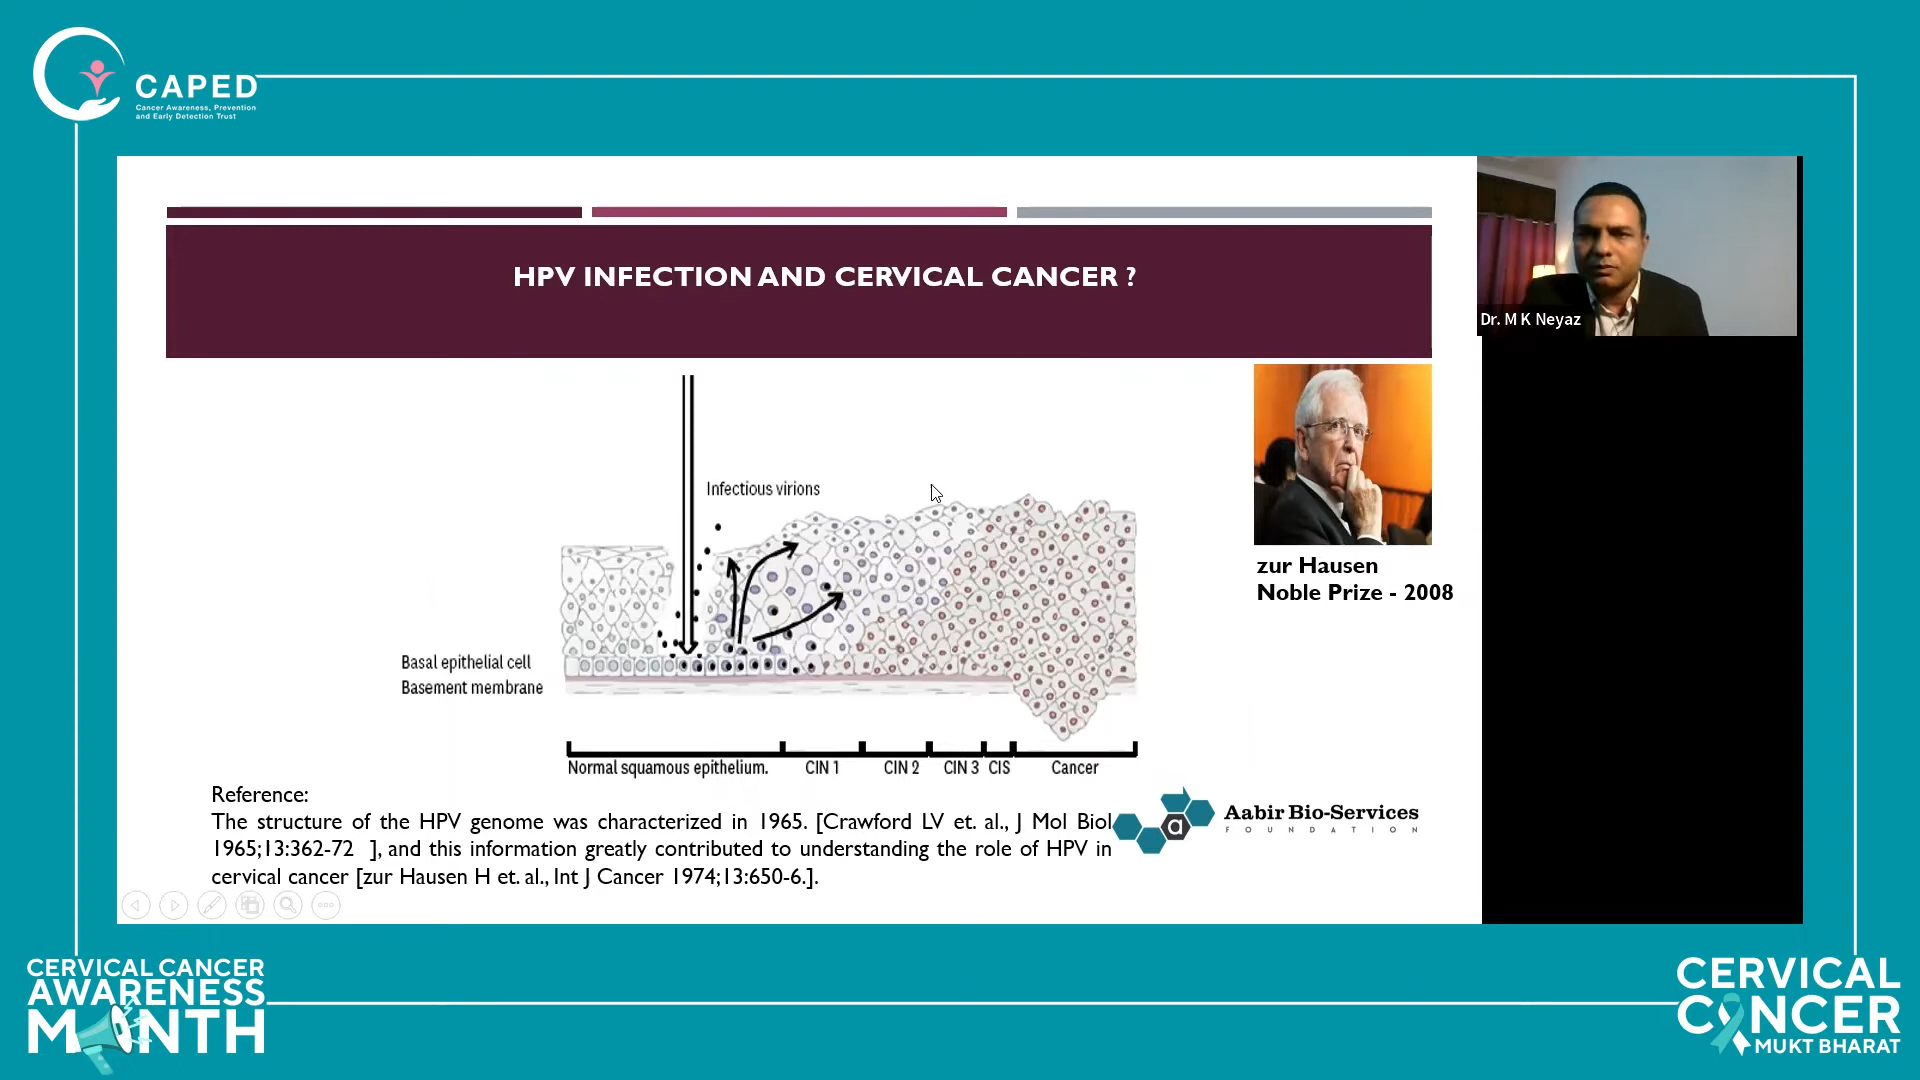 CAPED
Cancer Awareness, Prevention
and Early Detection Trust
HPV INFECTION AND CERVICAL CANCER ?
Dr. M K Neyaz
Infectious virions
zur Hausen
Noble Prize - 2008
Basal epithelial cell
Basement membrane
Normal squamous epithelium.
CIN 1
CIN 2
CIN 3
CIS
Cancer
Reference:
The structure of the HPV genome was characterized in 1965. [Crawford LV et. al., J Mol Biol
1965;13:362-72 ], and this information greatly contributed to understanding the role of HPV in
cervical cancer [zur Hausen H et. al., Int J Cancer 1974;13:650-6.].
a
Aabir Bio-Services
FOUNDATION
CERVICAL CANCER
AWARENESS
MONTH
CERVICAL
CANCER
MUKT BHARAT